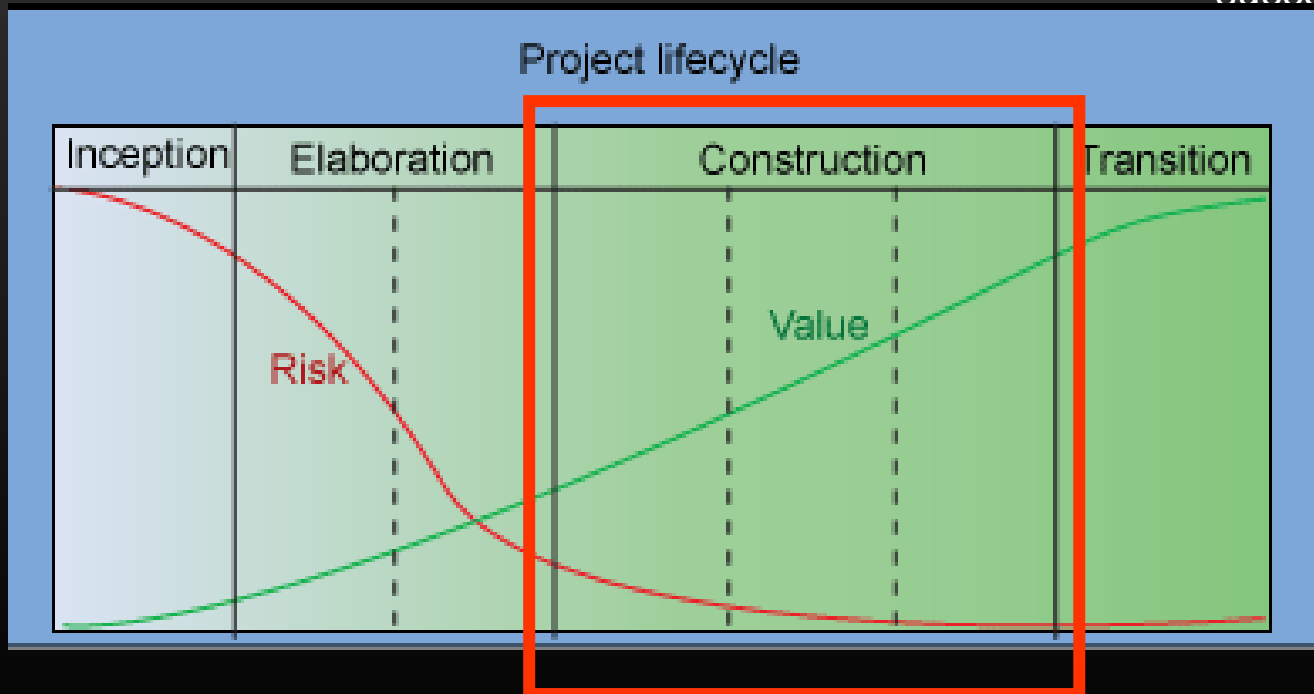 Project lifecycle
Inception Elaboration Construction Transition
Value
Risk